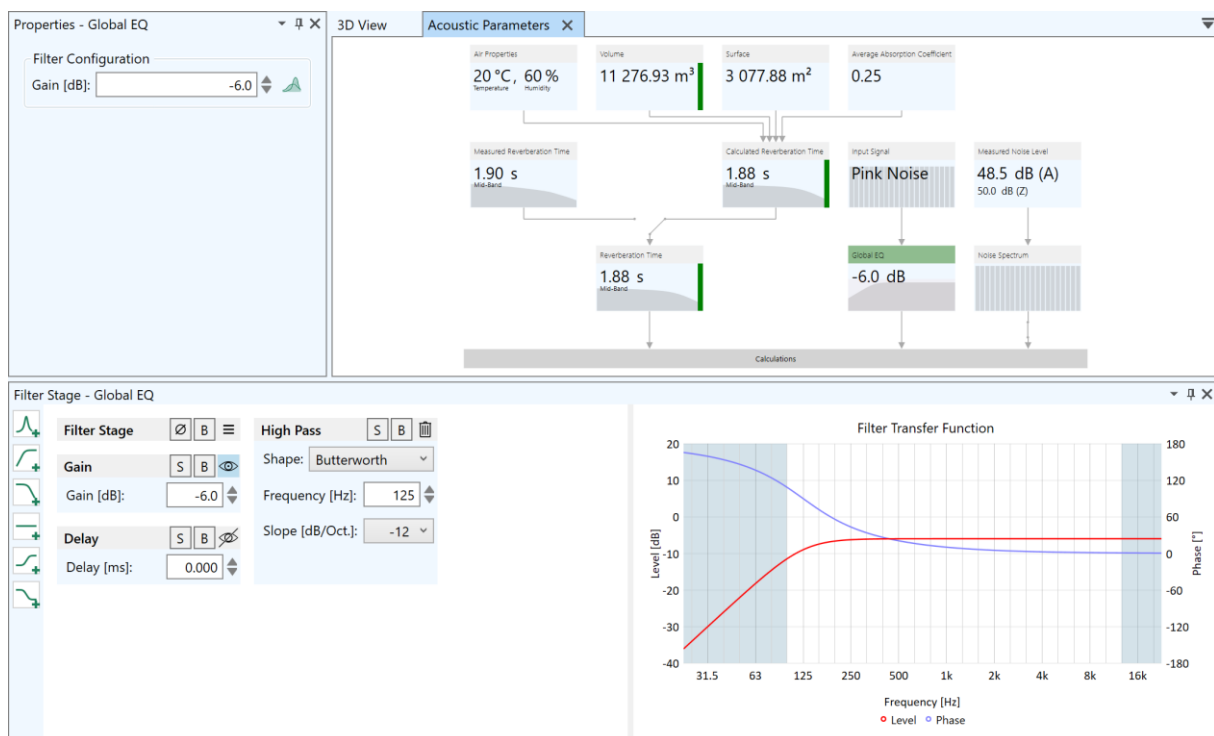 Properties - Global EQ
Filter Configuration
Gain [dB]:
-6.0
3D View
Acoustic Parameters
Air Properties
20 °C, 60 %
Temperature
Humidity
Volume
11 276.93 m³
Surface
3 077.88 m²
Average Absorption Coefficient
0.25
Measured Reverberation Time
1.90 s
Mid-Band
Calculated Reverberation Time
1.88 s
Mid-Band
Input Signal
Pink Noise
Measured Noise Level
48.5 dB (A)
50.0 dB (Z)
Reverberation Time
1.88 s
Mid-Band
Global EQ
-6.0 dB
Noise Spectrum
Calculations
Filter Stage - Global EQ
Filter Stage
Ø B
Gain
S B
Gain [dB]:
-6.0
Delay
S B
Delay [ms]:
0.000
High Pass
S B
Shape:
Butterworth
Frequency [Hz]:
125
Slope [dB/Oct.]:
-12
Filter Transfer Function
20
10
0
-10
-20
-30
-40
Level [dB]
180
120
60
0
-60
-120
-180
Phase [°]
31.5 63 125 250 500 1k 2k 4k 8k 16k
Frequency [Hz]
Level Phase